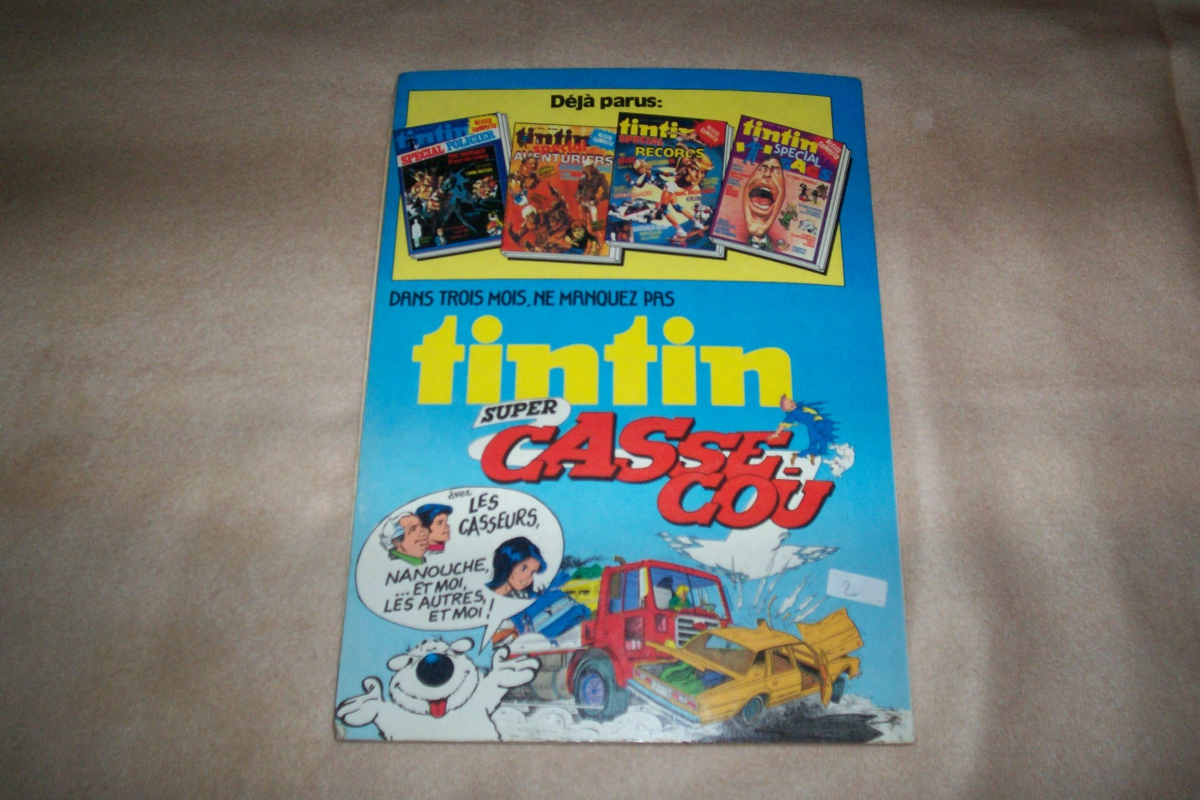 Déjà parus:
tintin
SPECIAL POLICIER
tintin
spécial
AVENTURIERS
tintin
SPECIAL
RECORDS
tintin
SPECIAL
DANS TROIS MOIS, NE MANQUEZ PAS
tintin
SUPER
CASSE-
COU
avec LES
CASSEURS,
NANOUCHE,
... ET MOI,
LES AUTRES,
ET MOI!
2